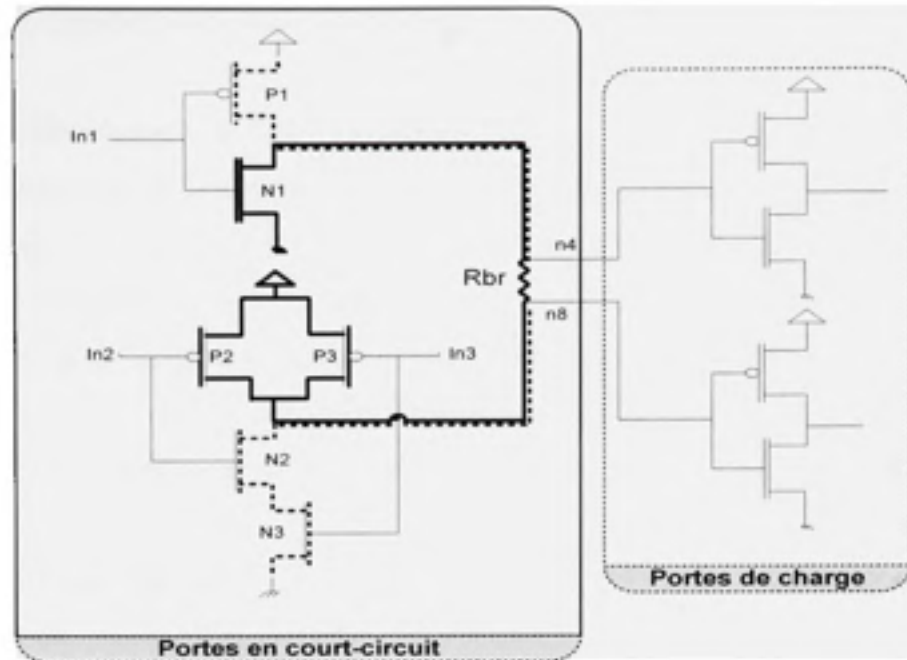 P1
In1
N1
n4
Rbr
n8
In2
P2
P3
In3
N2
N3
Portes de charge
Portes en court-circuit